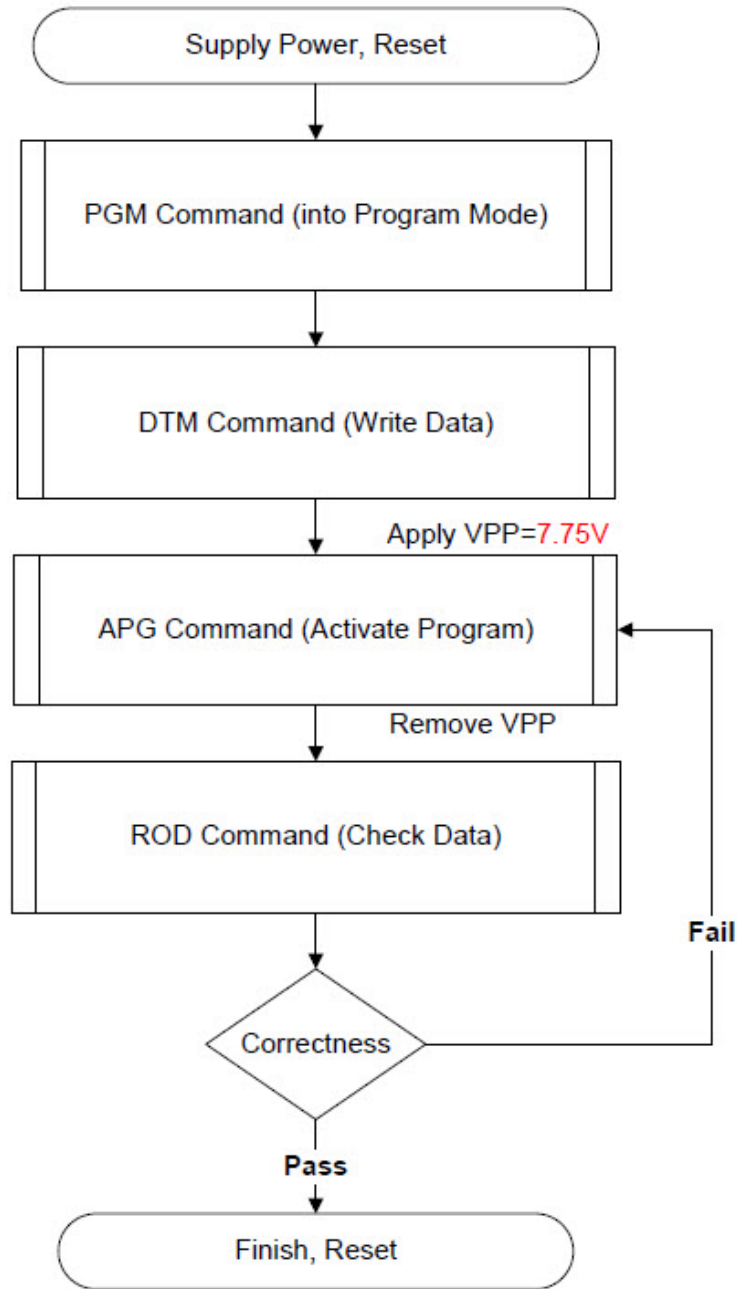 Supply Power, Reset
PGM Command (into Program Mode)
DTM Command (Write Data)
Apply VPP=7.75V
APG Command (Activate Program)
Remove VPP
ROD Command (Check Data)
Fail
Correctness
Pass
Finish, Reset